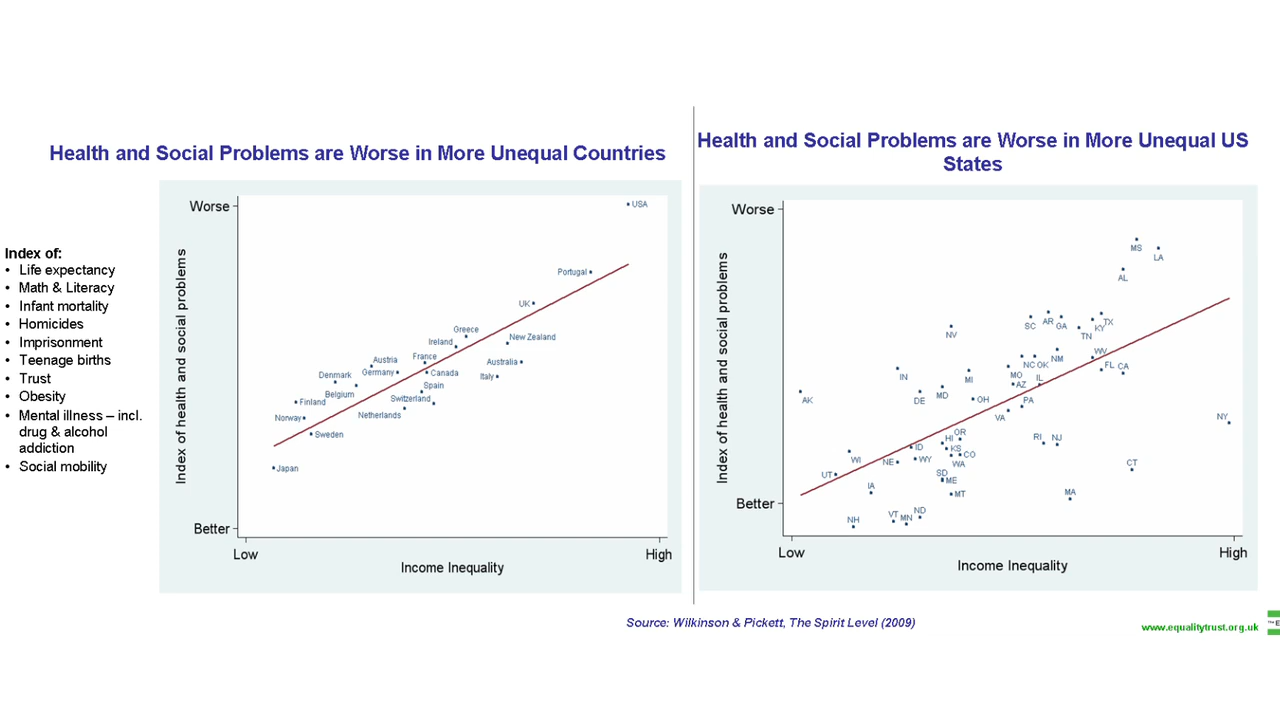 Health and Social Problems are Worse in More Unequal Countries
Index of:
• Life expectancy
• Math & Literacy
• Infant mortality
• Homicides
• Imprisonment
• Teenage births
• Trust
• Obesity
• Mental illness – incl.
drug & alcohol
addiction
• Social mobility
Index of health and social problems
Worse
USA
Portugal
UK
Greece
New Zealand
Ireland
France
Austria
Australia
Germany
Canada
Italy
Denmark
Spain
Belgium
Switzerland
Finland
Netherlands
Norway
Sweden
Japan
Better
Low
High
Income Inequality
Health and Social Problems are Worse in More Unequal US
States
Index of health and social problems
Worse
MS
LA
AL
SC
AR
GA
TX
KY
TN
NV
WV
NM
NC
OK
FL
CA
IN
MI
MO
IL
AZ
AK
DE
MD
OH
PA
VA
NY
OR
HI
RI
NJ
ID
KS
WI
NE
WY
CO
WA
CT
UT
SD
ME
IA
MT
MA
NH
VT
MN
ND
Better
Low
High
Income Inequality
Source: Wilkinson & Pickett, The Spirit Level (2009)
www.equalitytrust.org.uk